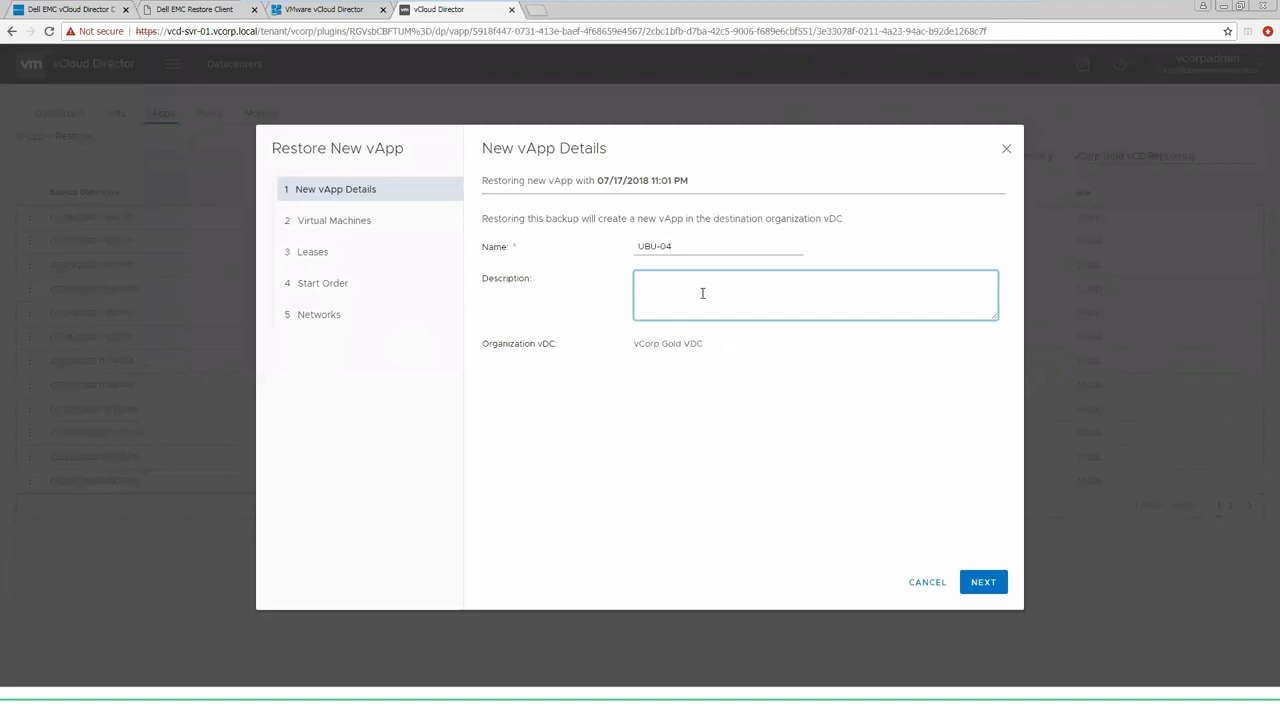 Dell EMC vCloud Director C
Dell EMC Restore Client
VMware vCloud Director
vCloud Director
Not secure
https://vcd-svr-01.vcorp.local/tenant/vcorp/plugins/RGVsbCBFTUM%3D/dp/vapp/5918f447-0731-413e-baef-4f68659e4567/2cbc1bfb-d7ba-42c5-9006-f689e6cbf551/3e33078f-0211-4a23-94ac-b92de1268c7f
vm vCloud Director
Datacenters
vcorpadmin
vCorp Gold VCD Repository
Restore New vApp
1 New vApp Details
2 Virtual Machines
3 Leases
4 Start Order
5 Networks
New vApp Details
Restoring new vApp with 07/17/2018 11:01 PM
Restoring this backup will create a new vApp in the destination organization vDC.
Name: * UBU-04
Description:
Organization vDC: vCorp Gold VDC
CANCEL NEXT